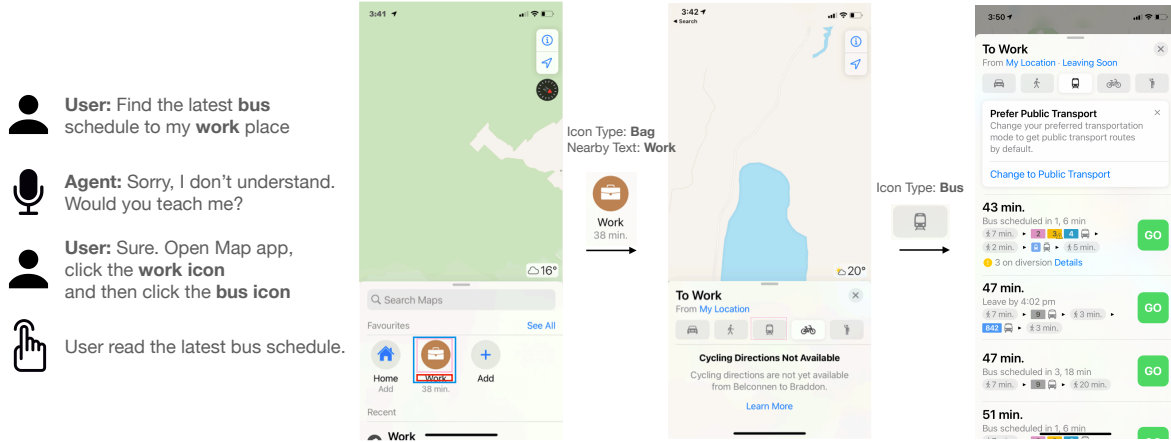 User: Find the latest bus
schedule to my work place
Agent: Sorry, I don't understand.
Would you teach me?
User: Sure. Open Map app,
click the work icon
and then click the bus icon
User read the latest bus schedule.
3:41
16°
Search Maps
Favourites
See All
Home
Add
Work
38 min.
Add
Recent
Work
Icon Type: Bag
Nearby Text: Work
Work
38 min.
3:42
Search
20°
To Work
From My Location
Cycling Directions Not Available
Cycling directions are not yet available
from Belconnen to Braddon.
Learn More
Icon Type: Bus
3:50
To Work
From My Location · Leaving Soon
Prefer Public Transport
Change your preferred transportation
mode to get public transport routes
by default.
Change to Public Transport
43 min.
Bus scheduled in 1, 6 min
7 min. 2 3 4
2 min. 5 min.
3 on diversion Details
GO
47 min.
Leave by 4:02 pm
7 min. 9 3 min.
842 3 min.
GO
47 min.
Bus scheduled in 3, 18 min
7 min. 9 20 min.
GO
51 min.
Bus scheduled in 1, 6 min